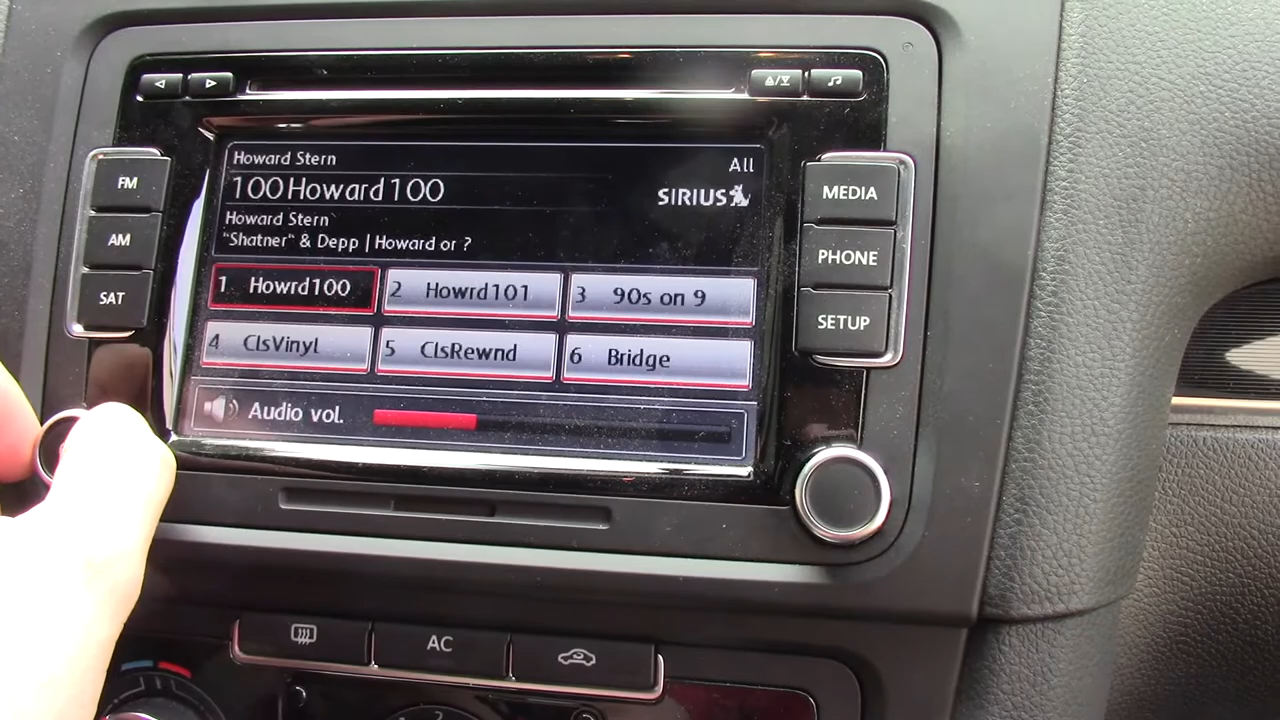 FM
AM
SAT
Howard Stern
All
100 Howard 100
SIRIUS
Howard Stern
"Shatner" & Depp | Howard or ?
1 Howrd100
2 Howrd101
3 90s on 9
4 ClsVinyl
5 ClsRewnd
6 Bridge
Audio vol.
MEDIA
PHONE
SETUP
AC